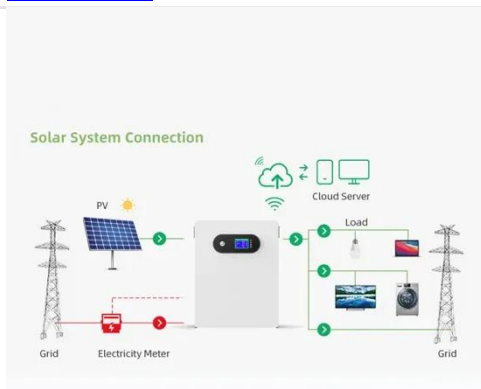 Solar System Connection
Cloud Server
PV
Load
Grid
Electricity Meter
Grid